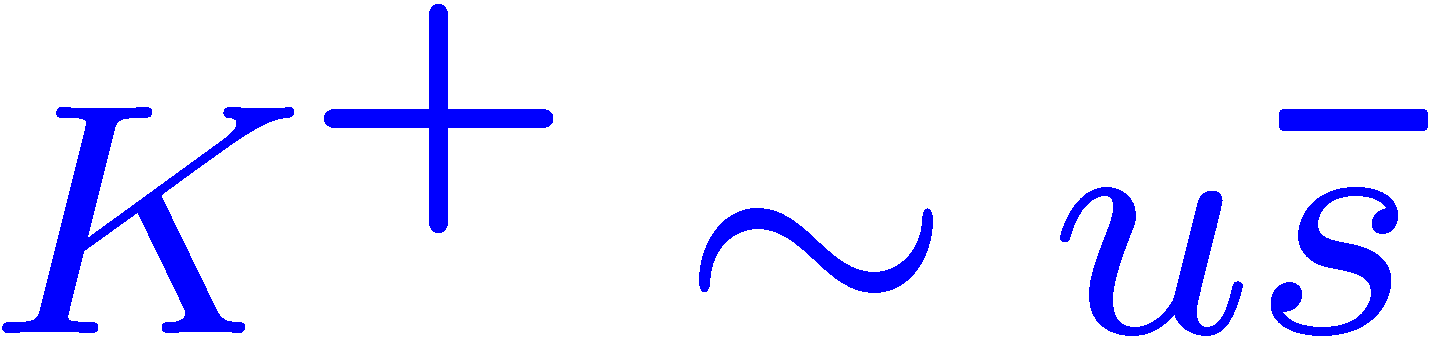 K⁺ ∼ us̄